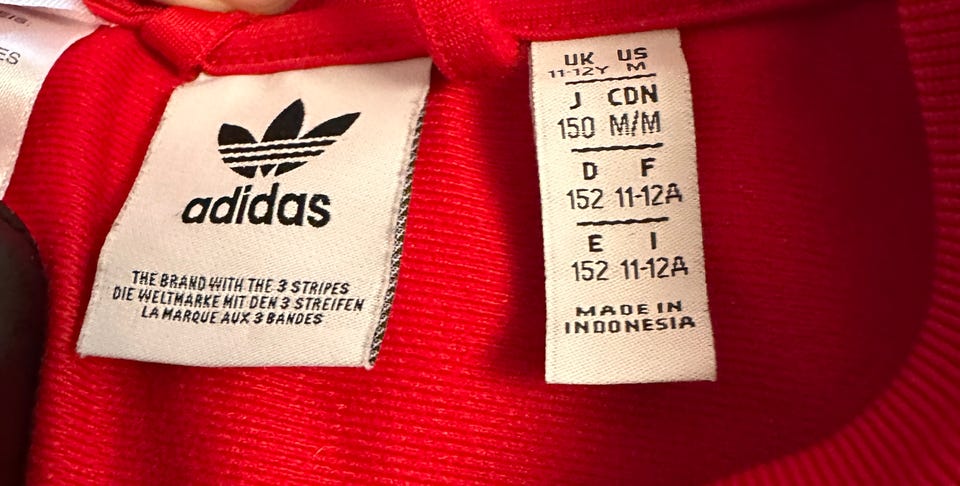 ES
adidas
THE BRAND WITH THE 3 STRIPES
DIE WELTMARKE MIT DEN 3 STREIFEN
LA MARQUE AUX 3 BANDES
UK US
11-12Y M
J CDN
150 M/M
D F
152 11-12A
E I
152 11-12A
MADE IN
INDONESIA